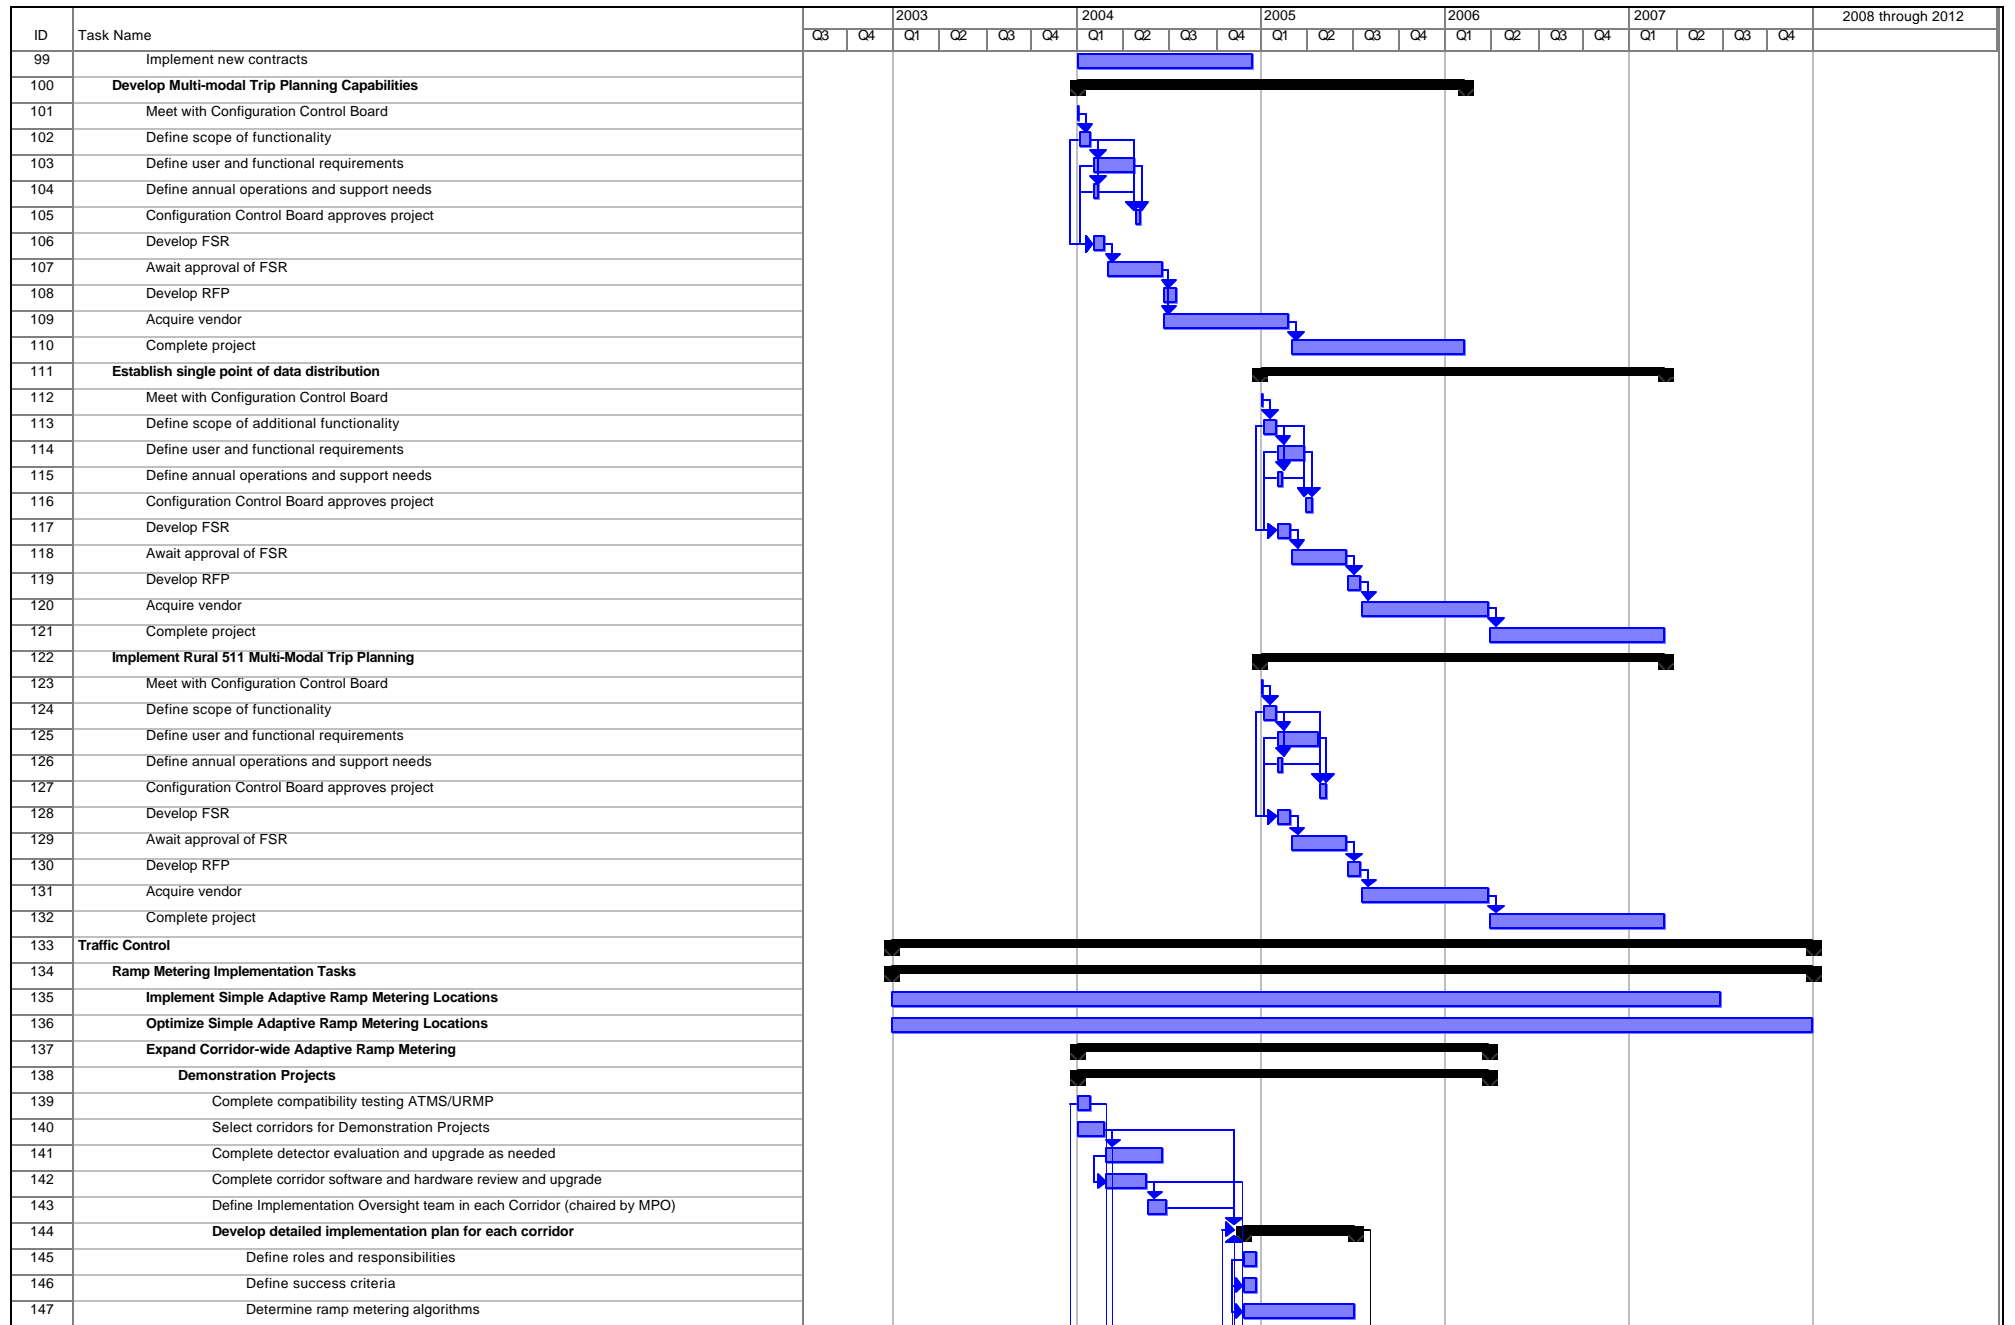 2003 2004 2005 2006 2007 2008 through 2012
ID Task Name Q3 Q4 Q1 Q2 Q3 Q4 Q1 Q2 Q3 Q4 Q1 Q2 Q3 Q4 Q1 Q2 Q3 Q4 Q1 Q2 Q3 Q4
99 Implement new contracts
100 Develop Multi-modal Trip Planning Capabilities
101 Meet with Configuration Control Board
102 Define scope of functionality
103 Define user and functional requirements
104 Define annual operations and support needs
105 Configuration Control Board approves project
106 Develop FSR
107 Await approval of FSR
108 Develop RFP
109 Acquire vendor
110 Complete project
111 Establish single point of data distribution
112 Meet with Configuration Control Board
113 Define scope of additional functionality
114 Define user and functional requirements
115 Define annual operations and support needs
116 Configuration Control Board approves project
117 Develop FSR
118 Await approval of FSR
119 Develop RFP
120 Acquire vendor
121 Complete project
122 Implement Rural 511 Multi-Modal Trip Planning
123 Meet with Configuration Control Board
124 Define scope of functionality
125 Define user and functional requirements
126 Define annual operations and support needs
127 Configuration Control Board approves project
128 Develop FSR
129 Await approval of FSR
130 Develop RFP
131 Acquire vendor
132 Complete project
133 Traffic Control
134 Ramp Metering Implementation Tasks
135 Implement Simple Adaptive Ramp Metering Locations
136 Optimize Simple Adaptive Ramp Metering Locations
137 Expand Corridor-wide Adaptive Ramp Metering
138 Demonstration Projects
139 Complete compatibility testing ATMS/URMP
140 Select corridors for Demonstration Projects
141 Complete detector evaluation and upgrade as needed
142 Complete corridor software and hardware review and upgrade
143 Define Implementation Oversight team in each Corridor (chaired by MPO)
144 Develop detailed implementation plan for each corridor
145 Define roles and responsibilities
146 Define success criteria
147 Determine ramp metering algorithms